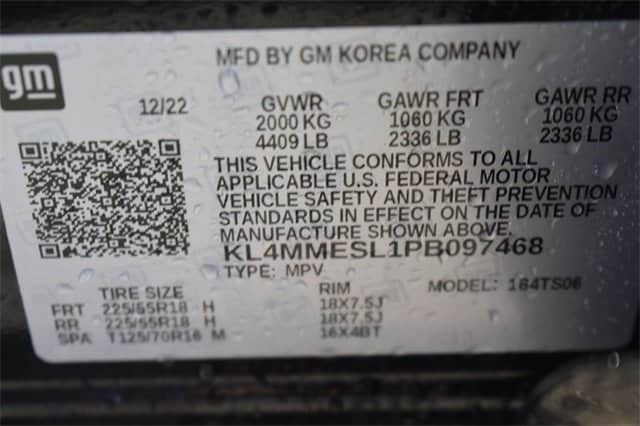 gm
MFD BY GM KOREA COMPANY
12/22 GVWR GAWR FRT GAWR RR
2000 KG 1060 KG 1060 KG
4409 LB 2336 LB 2336 LB
THIS VEHICLE CONFORMS TO ALL
APPLICABLE U.S. FEDERAL MOTOR
VEHICLE SAFETY AND THEFT PREVENTION
STANDARDS IN EFFECT ON THE DATE OF
MANUFACTURE SHOWN ABOVE.
KL4MMESL1PB097468
TYPE: MPV MODEL: 184TS06
TIRE SIZE RIM
FRT 225/55R18 H 18X7.5J
RR 225/55R18 H 18X7.5J
SPA T125/70R16 M 16X4BT